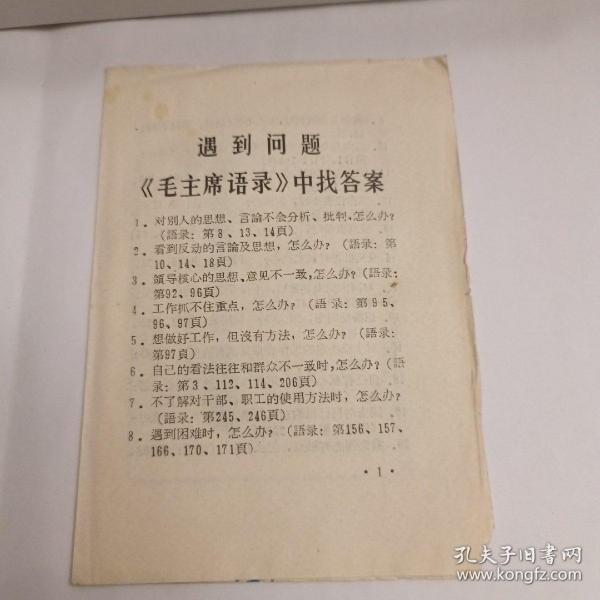 遇到问题
《毛主席语录》中找答案
1．对别人的思想、言論不会分析、批判，怎么办？
（語录：第8、13、14頁）
2．看到反动的言論及思想，怎么办？（語录：第
10、14、18頁）
3．領导核心的思想、意见不一致，怎么办？（語录：
第92、96頁）
4．工作抓不住重点，怎么办？（語录：第95、
96、97頁）
5．想做好工作，但沒有方法，怎么办？（語录：
第97頁）
6．自己的看法往往和群众不一致时，怎么办？（語
录：第3、112、114、206頁）
7．不了解对干部、职工的使用方法时，怎么办？
（語录：第245、246頁）
8．遇到困难时，怎么办？（語录：第156、157、
166、170、171頁）
·1·
孔夫子旧书网
www.kongfz.com